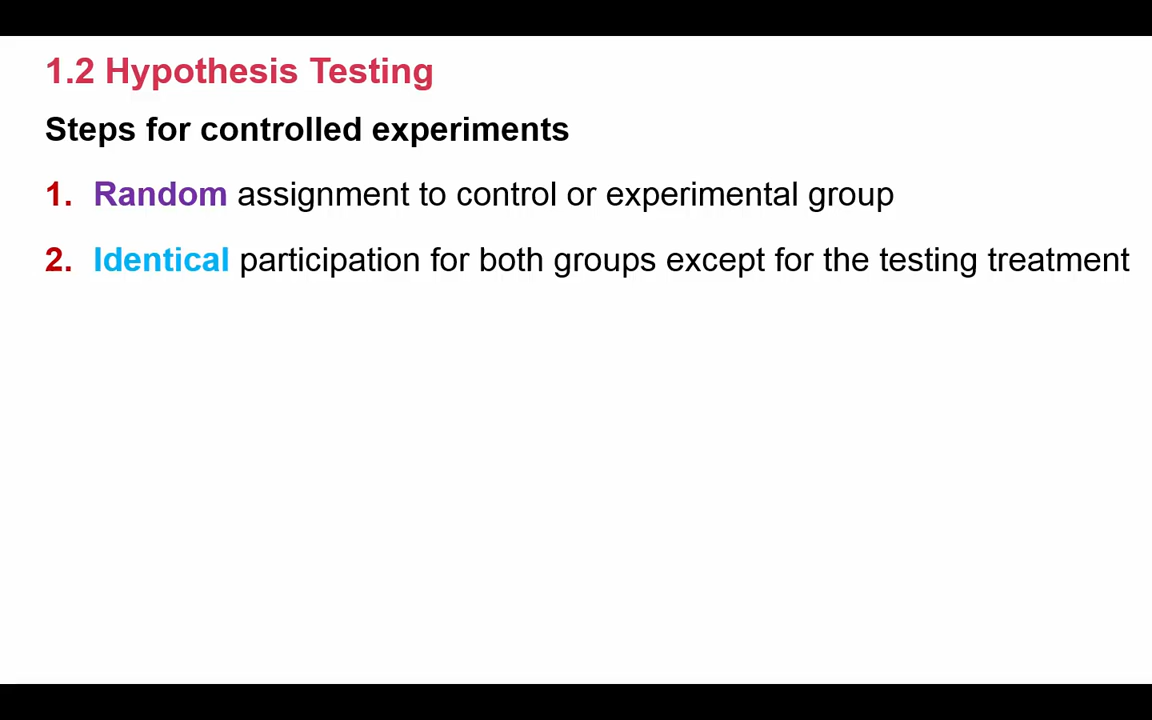 1.2 Hypothesis Testing
Steps for controlled experiments
1. Random assignment to control or experimental group
2. Identical participation for both groups except for the testing treatment